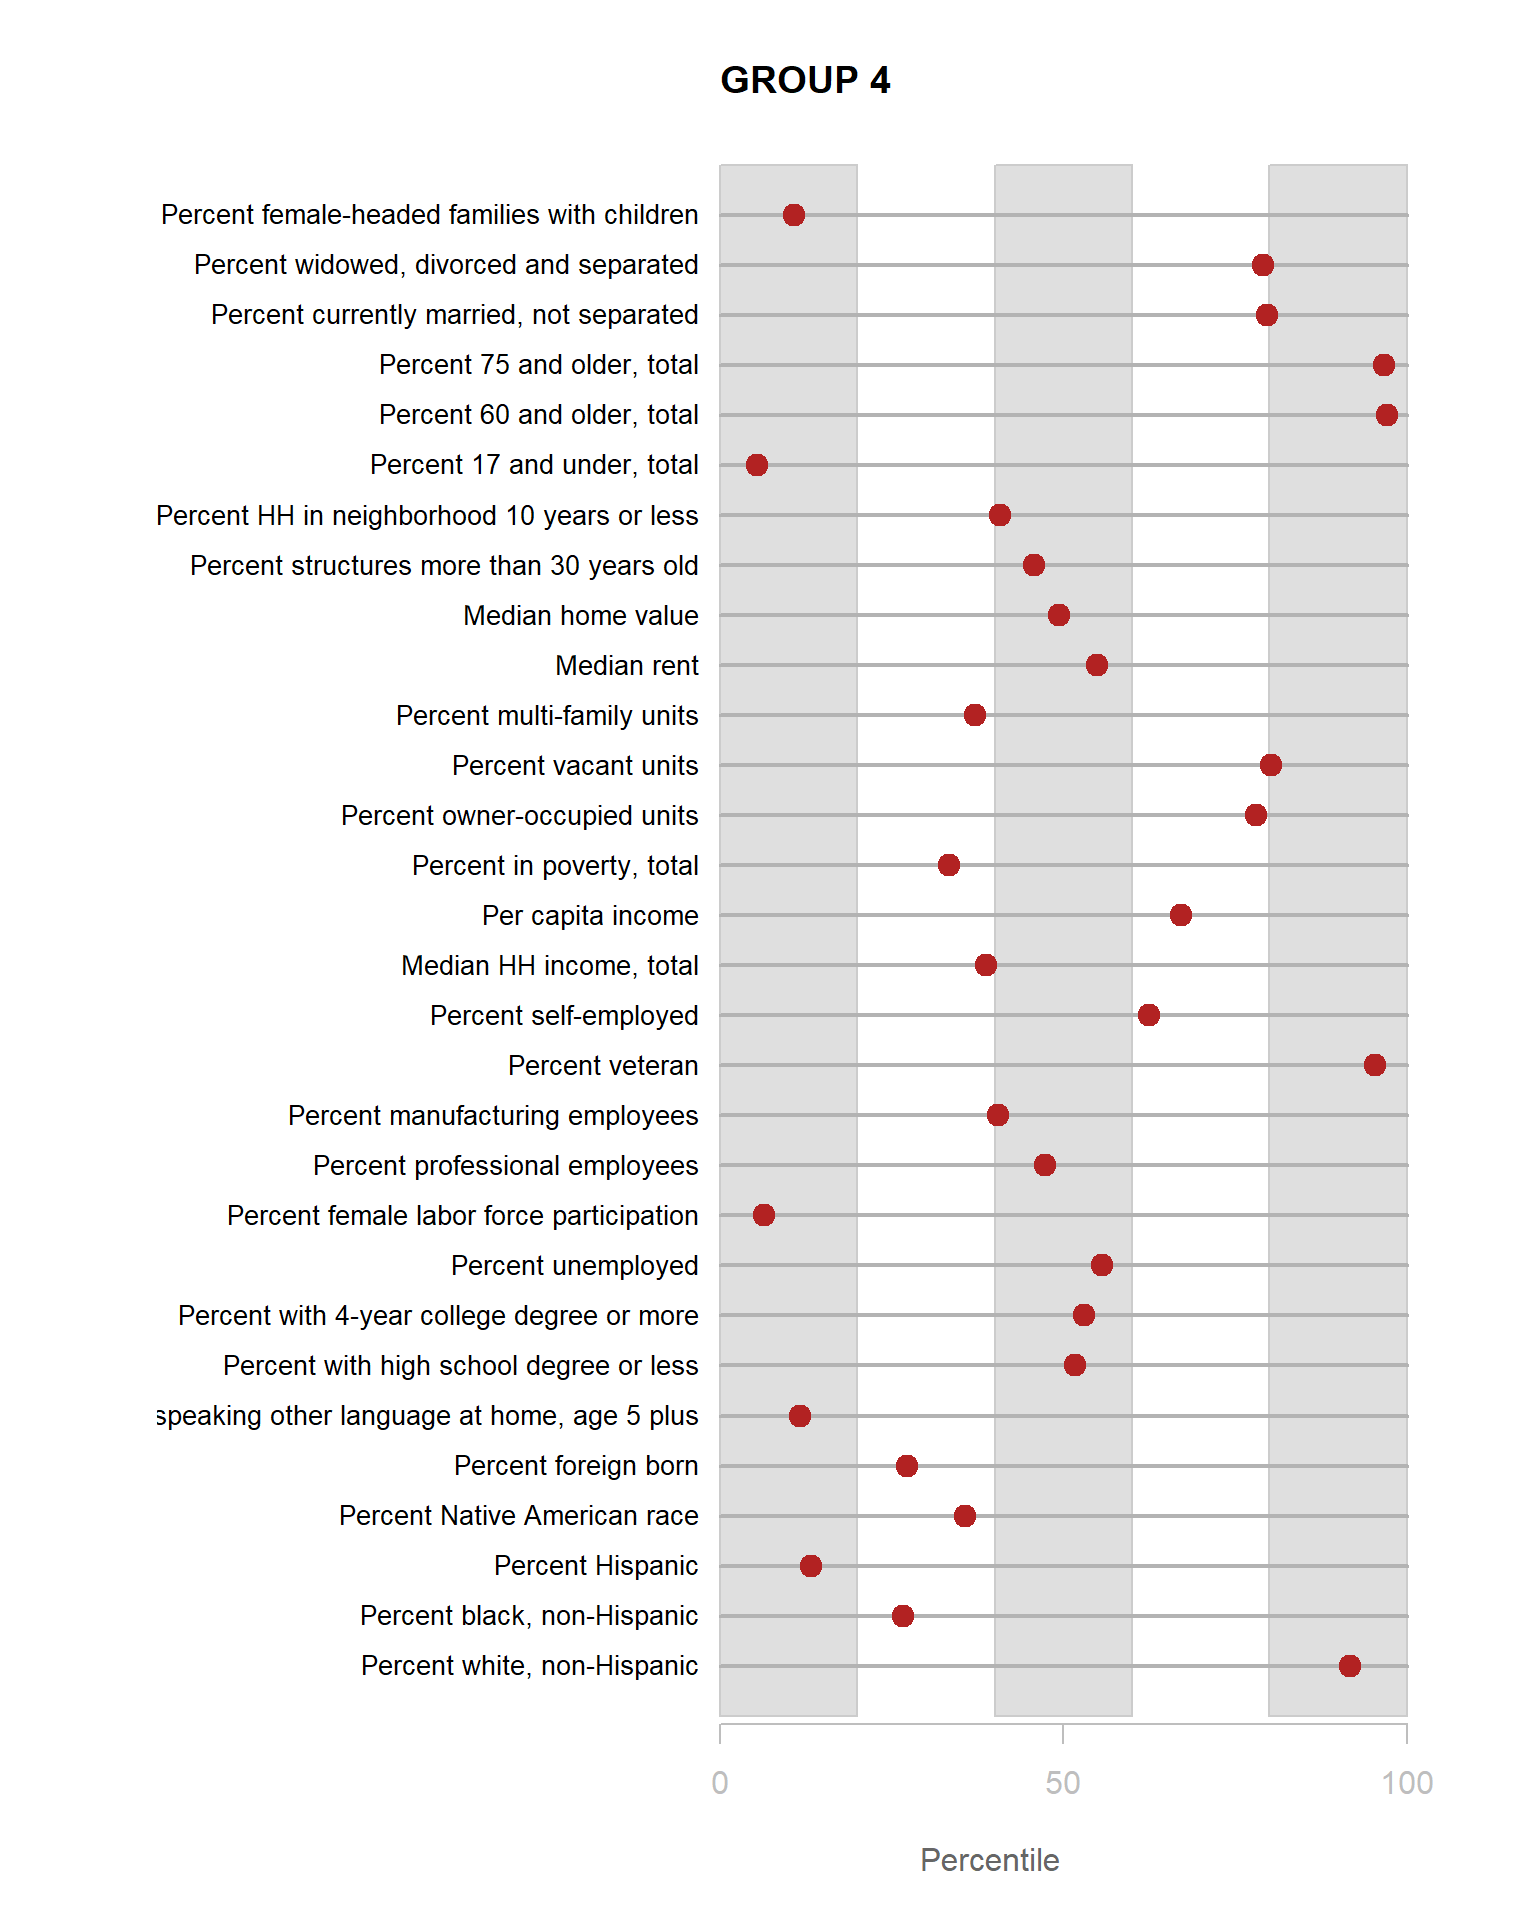 GROUP 4
Percent female-headed families with children
Percent widowed, divorced and separated
Percent currently married, not separated
Percent 75 and older, total
Percent 60 and older, total
Percent 17 and under, total
Percent HH in neighborhood 10 years or less
Percent structures more than 30 years old
Median home value
Median rent
Percent multi-family units
Percent vacant units
Percent owner-occupied units
Percent in poverty, total
Per capita income
Median HH income, total
Percent self-employed
Percent veteran
Percent manufacturing employees
Percent professional employees
Percent female labor force participation
Percent unemployed
Percent with 4-year college degree or more
Percent with high school degree or less
speaking other language at home, age 5 plus
Percent foreign born
Percent Native American race
Percent Hispanic
Percent black, non-Hispanic
Percent white, non-Hispanic
0 50 100
Percentile